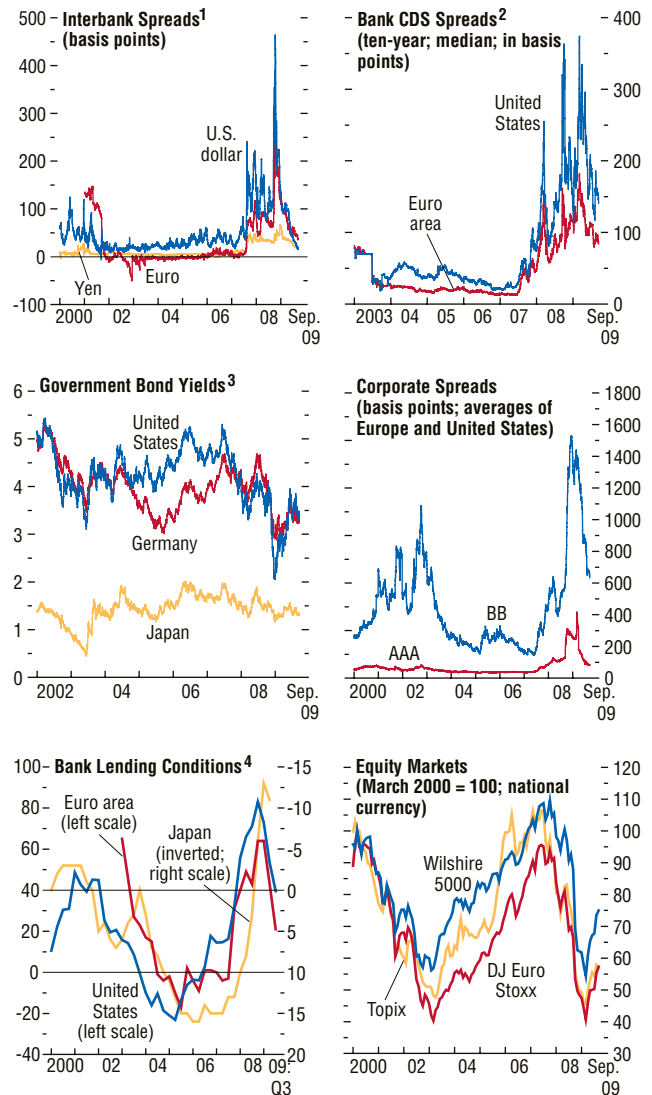 Interbank Spreads¹
(basis points)
500
400
300
200
100
0
-100
U.S.
dollar
Yen
Euro
2000 02 04 06 08 Sep.
09
Bank CDS Spreads²
(ten-year; median; in basis
points)
400
300
200
100
0
United
States
Euro
area
2003 04 05 06 07 08 Sep.
09
Government Bond Yields³
6
5
4
3
2
1
0
United
States
Germany
Japan
2002 04 06 08 Sep.
09
Corporate Spreads
(basis points; averages of
Europe and United States)
1800
1600
1400
1200
1000
800
600
400
200
0
BB
AAA
2000 02 04 06 08 Sep.
09
Bank Lending Conditions⁴
100
80
60
40
20
0
-20
-40
-15
-10
-5
0
5
10
15
20
Euro area
(left scale)
Japan
(inverted;
right scale)
United
States
(left scale)
2000 02 04 06 08 09:
Q3
Equity Markets
(March 2000 = 100; national
currency)
120
110
100
90
80
70
60
50
40
30
Wilshire
5000
DJ Euro
Stoxx
Topix
2000 02 04 06 08 Sep.
09